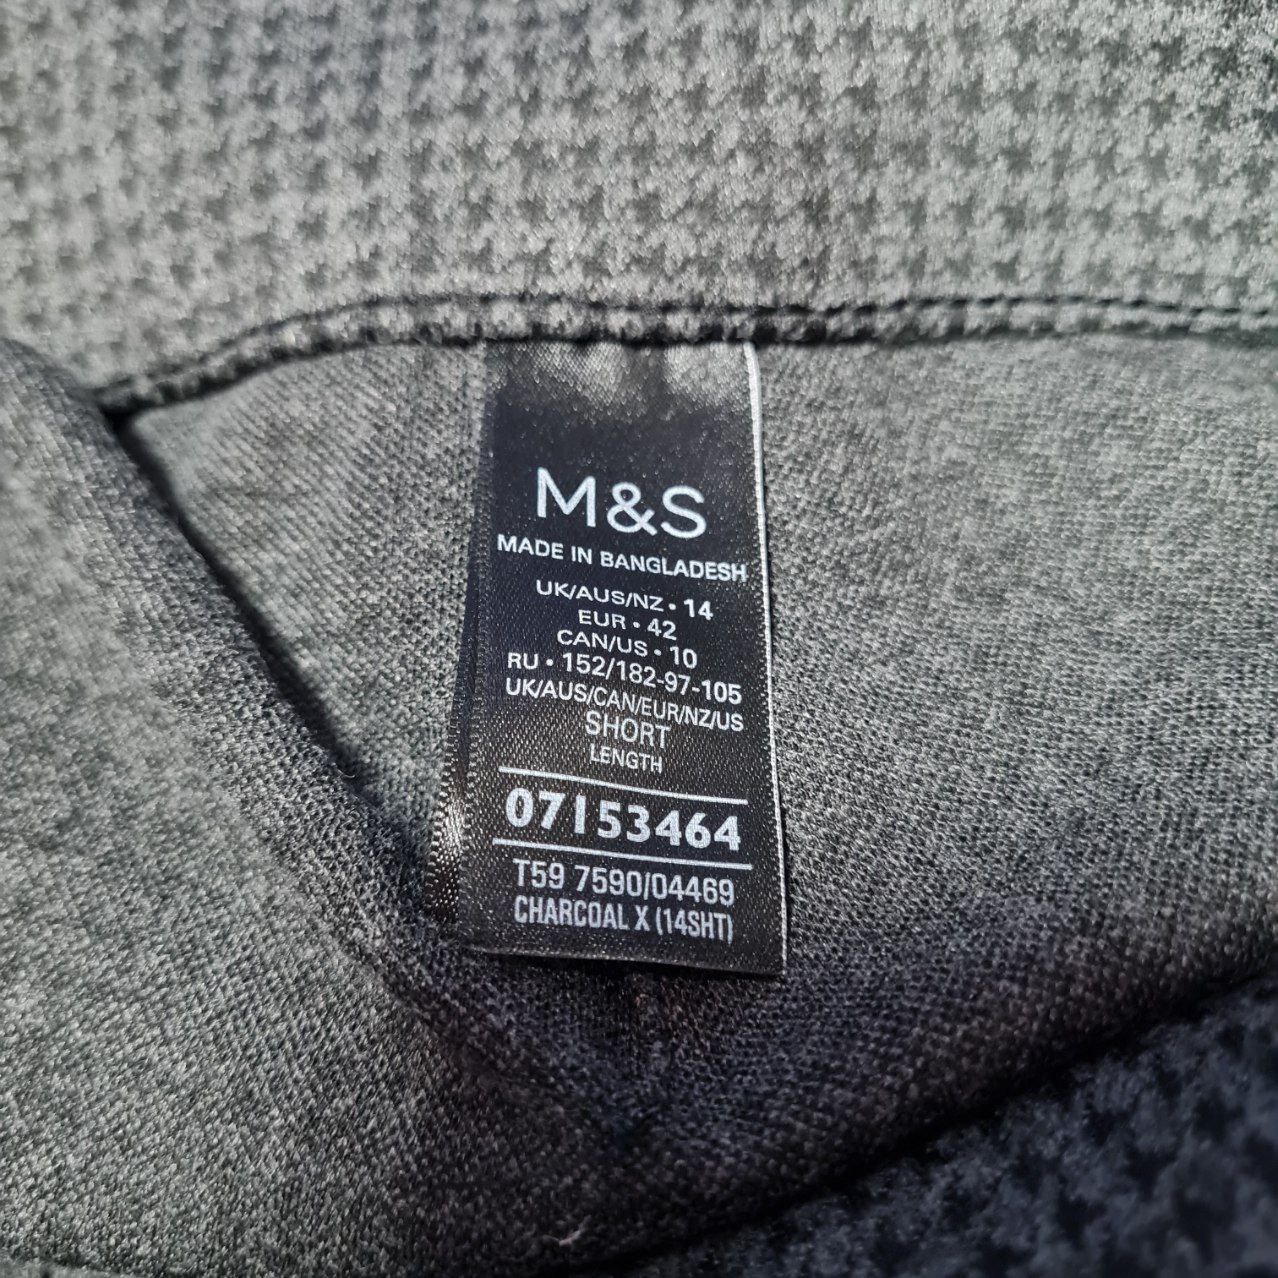 M&S
MADE IN BANGLADESH
UK/AUS/NZ • 14
EUR • 42
CAN/US • 10
RU • 152/182-97-105
UK/AUS/CAN/EUR/NZ/US
SHORT
LENGTH
07153464
T59 7590/04469
CHARCOAL X (14SHT)